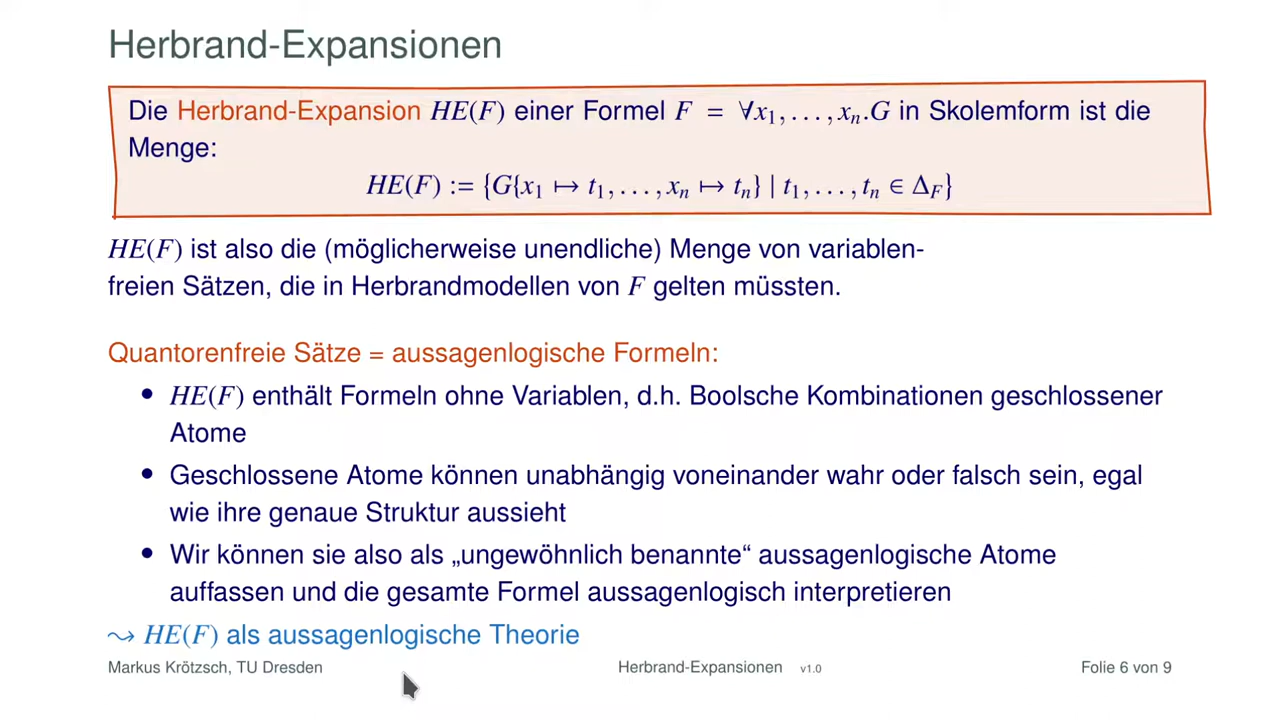 Herbrand-Expansionen
Die Herbrand-Expansion HE(F) einer Formel F = ∀x₁, . . . , xₙ.G in Skolemform ist die
Menge:
HE(F) := {G{x₁ ↦ t₁, . . . , xₙ ↦ tₙ} | t₁, . . . , tₙ ∈ Δ_F}
HE(F) ist also die (möglicherweise unendliche) Menge von variablen-
freien Sätzen, die in Herbrandmodellen von F gelten müssten.
Quantorenfreie Sätze = aussagenlogische Formeln:
• HE(F) enthält Formeln ohne Variablen, d.h. Boolsche Kombinationen geschlossener
Atome
• Geschlossene Atome können unabhängig voneinander wahr oder falsch sein, egal
wie ihre genaue Struktur aussieht
• Wir können sie also als „ungewöhnlich benannte“ aussagenlogische Atome
auffassen und die gesamte Formel aussagenlogisch interpretieren
⇝ HE(F) als aussagenlogische Theorie
Markus Krötzsch, TU Dresden Herbrand-Expansionen v1.0 Folie 6 von 9